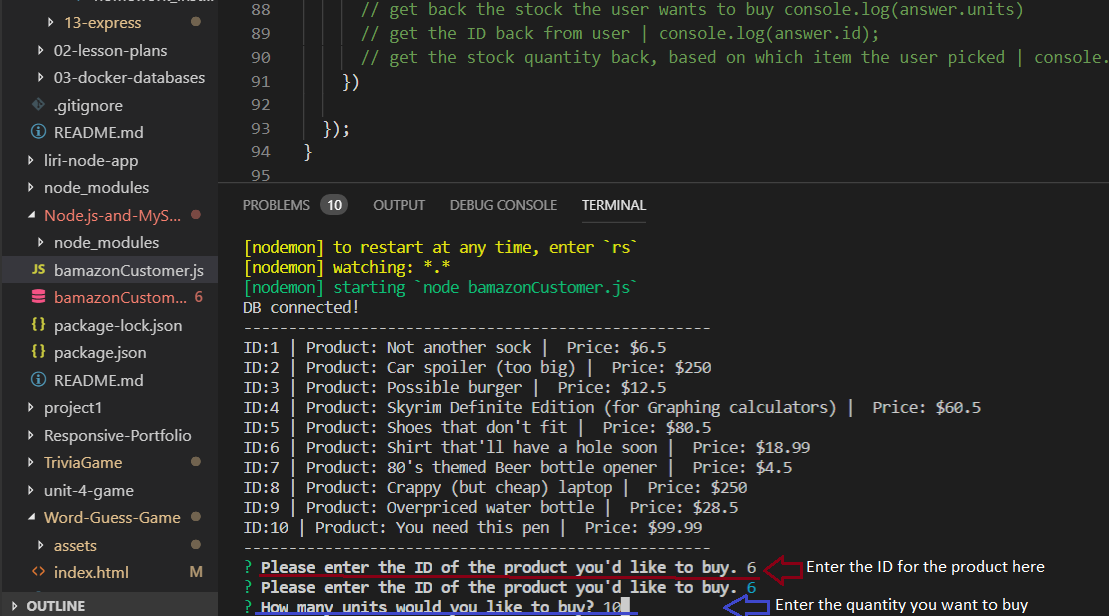 13-express
02-lesson-plans
03-docker-databases
.gitignore
README.md
liri-node-app
node_modules
Node.js-and-MyS...
node_modules
JS bamazonCustomer.js
bamazonCustom... 6
{} package-lock.json
{} package.json
README.md
project1
Responsive-Portfolio
TriviaGame
unit-4-game
Word-Guess-Game
assets
<> index.html M
OUTLINE
88 // get back the stock the user wants to buy console.log(answer.units)
89 // get the ID back from user | console.log(answer.id);
90 // get the stock quantity back, based on which item the user picked | console.
91 })
92
93 });
94 }
95
PROBLEMS 10 OUTPUT DEBUG CONSOLE TERMINAL
[nodemon] to restart at any time, enter `rs`
[nodemon] watching: *.*
[nodemon] starting `node bamazonCustomer.js`
DB connected!
----------------------------------------------------
ID:1 | Product: Not another sock | Price: $6.5
ID:2 | Product: Car spoiler (too big) | Price: $250
ID:3 | Product: Possible burger | Price: $12.5
ID:4 | Product: Skyrim Definite Edition (for Graphing calculators) | Price: $60.5
ID:5 | Product: Shoes that don't fit | Price: $80.5
ID:6 | Product: Shirt that'll have a hole soon | Price: $18.99
ID:7 | Product: 80's themed Beer bottle opener | Price: $4.5
ID:8 | Product: Crappy (but cheap) laptop | Price: $250
ID:9 | Product: Overpriced water bottle | Price: $28.5
ID:10 | Product: You need this pen | Price: $99.99
----------------------------------------------------
? Please enter the ID of the product you'd like to buy. 6 Enter the ID for the product here
? Please enter the ID of the product you'd like to buy. 6
? How many units would you like to buy? 10 Enter the quantity you want to buy